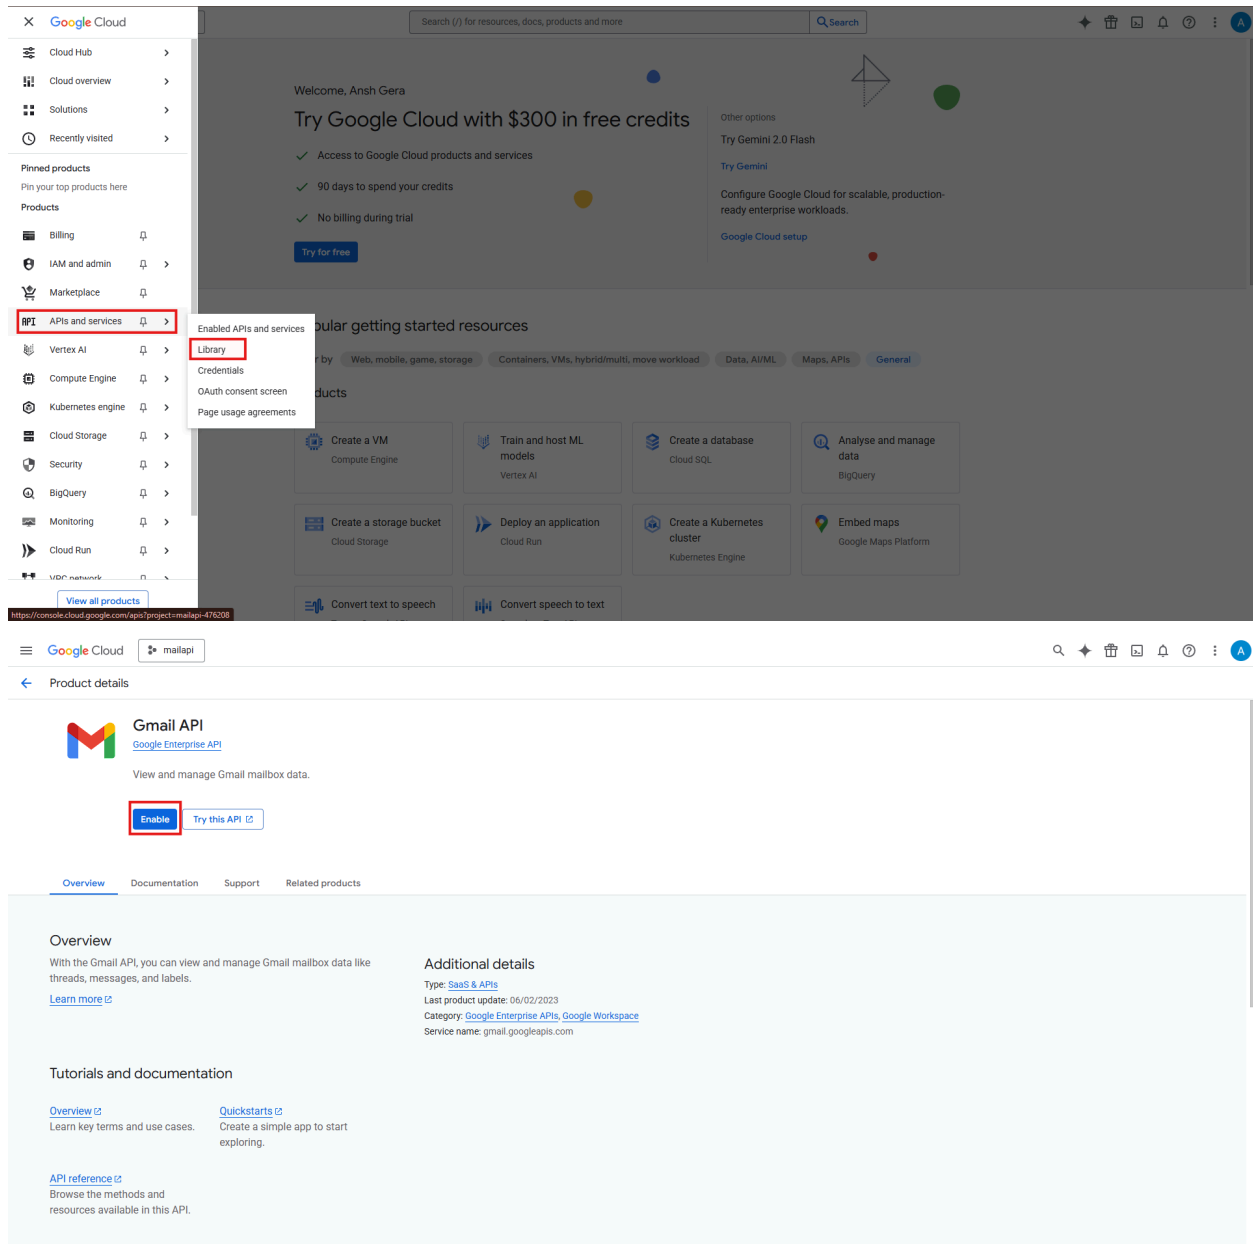 Google Cloud
Search (/) for resources, docs, products and more
Search
A
Cloud Hub
Cloud overview
Solutions
Recently visited
Pinned products
Pin your top products here
Products
Billing
IAM and admin
Marketplace
API APIs and services
Vertex AI
Compute Engine
Kubernetes engine
Cloud Storage
Security
BigQuery
Monitoring
Cloud Run
VPC network
View all products
https://console.cloud.google.com/apis?project=mailapi-476208
Enabled APIs and services
Library
Credentials
OAuth consent screen
Page usage agreements
Welcome, Ansh Gera
Try Google Cloud with $300 in free credits
Access to Google Cloud products and services
90 days to spend your credits
No billing during trial
Try for free
Other options
Try Gemini 2.0 Flash
Try Gemini
Configure Google Cloud for scalable, production-
ready enterprise workloads.
Google Cloud setup
ular getting started resources
r by
Web, mobile, game, storage
Containers, VMs, hybrid/multi, move workload
Data, AI/ML
Maps, APIs
General
ducts
Create a VM
Compute Engine
Train and host ML
models
Vertex AI
Create a database
Cloud SQL
Analyse and manage
data
BigQuery
Create a storage bucket
Cloud Storage
Deploy an application
Cloud Run
Create a Kubernetes
cluster
Kubernetes Engine
Embed maps
Google Maps Platform
Convert text to speech
Convert speech to text
Google Cloud
mailapi
A
Product details
Gmail API
Google Enterprise API
View and manage Gmail mailbox data.
Enable
Try this API
Overview
Documentation
Support
Related products
Overview
With the Gmail API, you can view and manage Gmail mailbox data like
threads, messages, and labels.
Learn more
Additional details
Type: SaaS & APIs
Last product update: 06/02/2023
Category: Google Enterprise APIs, Google Workspace
Service name: gmail.googleapis.com
Tutorials and documentation
Overview
Learn key terms and use cases.
Quickstarts
Create a simple app to start
exploring.
API reference
Browse the methods and
resources available in this API.